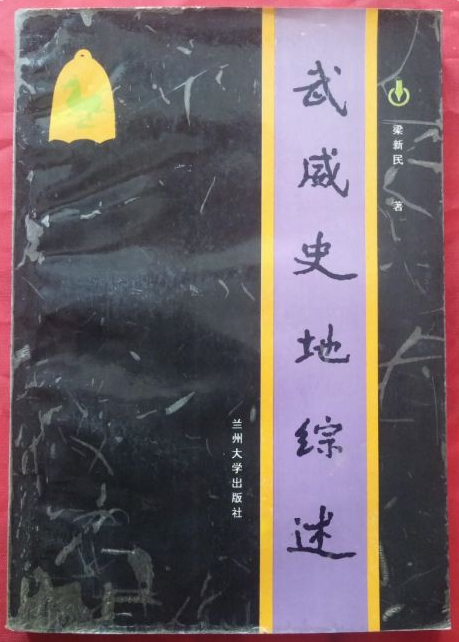 武威史地综述
梁新民 著
兰州大学出版社